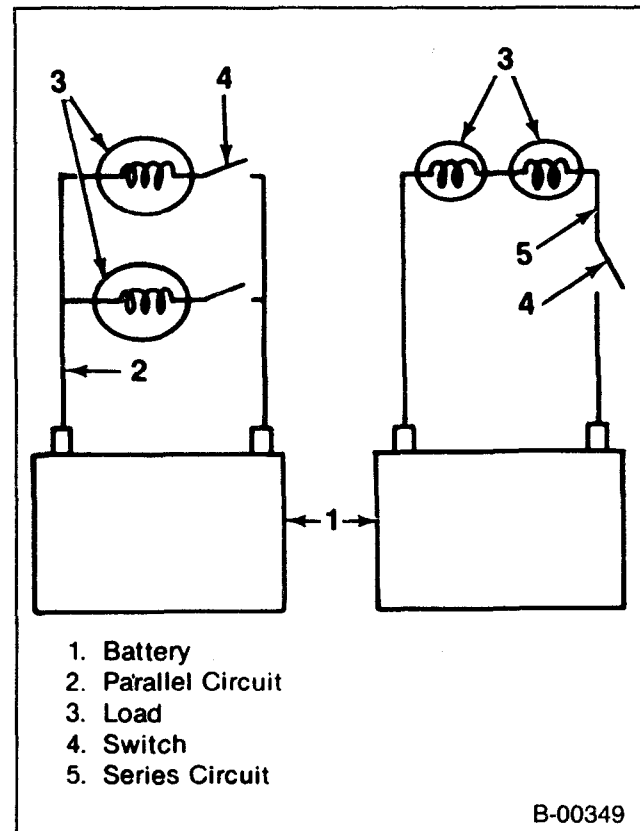 3
4
3
5
4
3
2
1
1. Battery
2. Parallel Circuit
3. Load
4. Switch
5. Series Circuit
B-00349